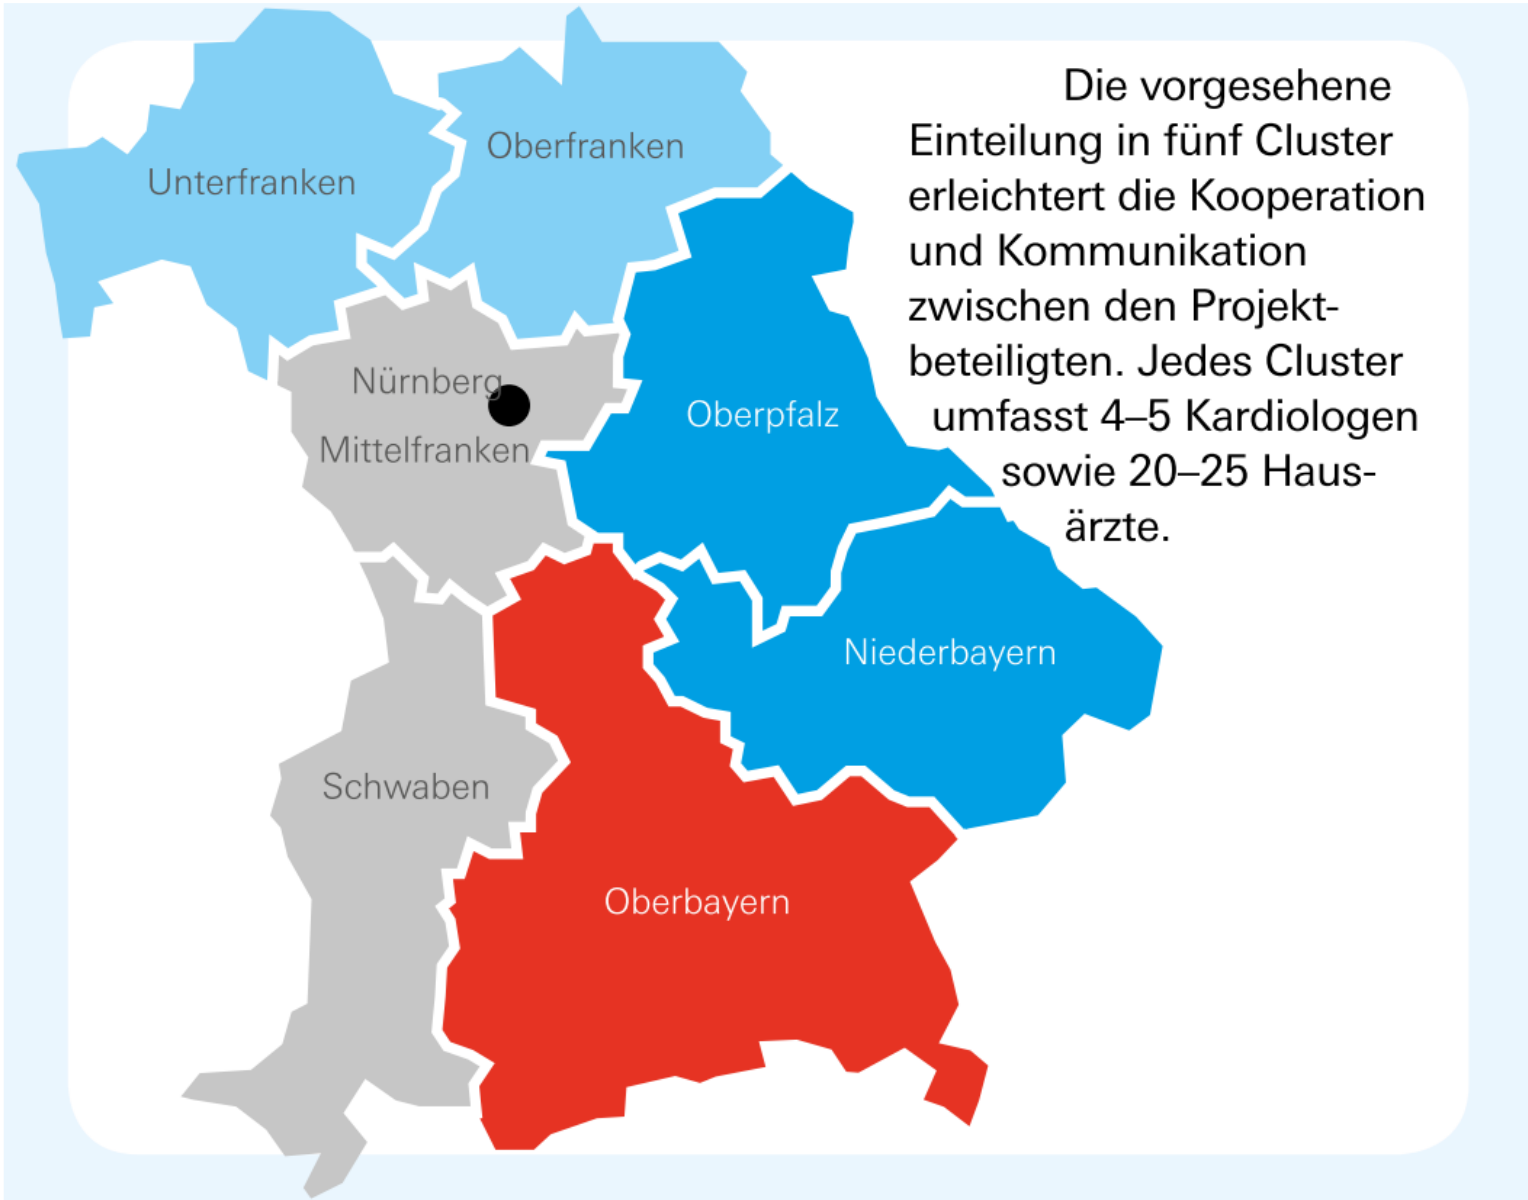 Die vorgesehene
Einteilung in fünf Cluster
erleichtert die Kooperation
und Kommunikation
zwischen den Projekt-
beteiligten. Jedes Cluster
umfasst 4–5 Kardiologen
sowie 20–25 Haus-
ärzte.
Oberfranken
Unterfranken
Nürnberg
Mittelfranken
Oberpfalz
Niederbayern
Schwaben
Oberbayern